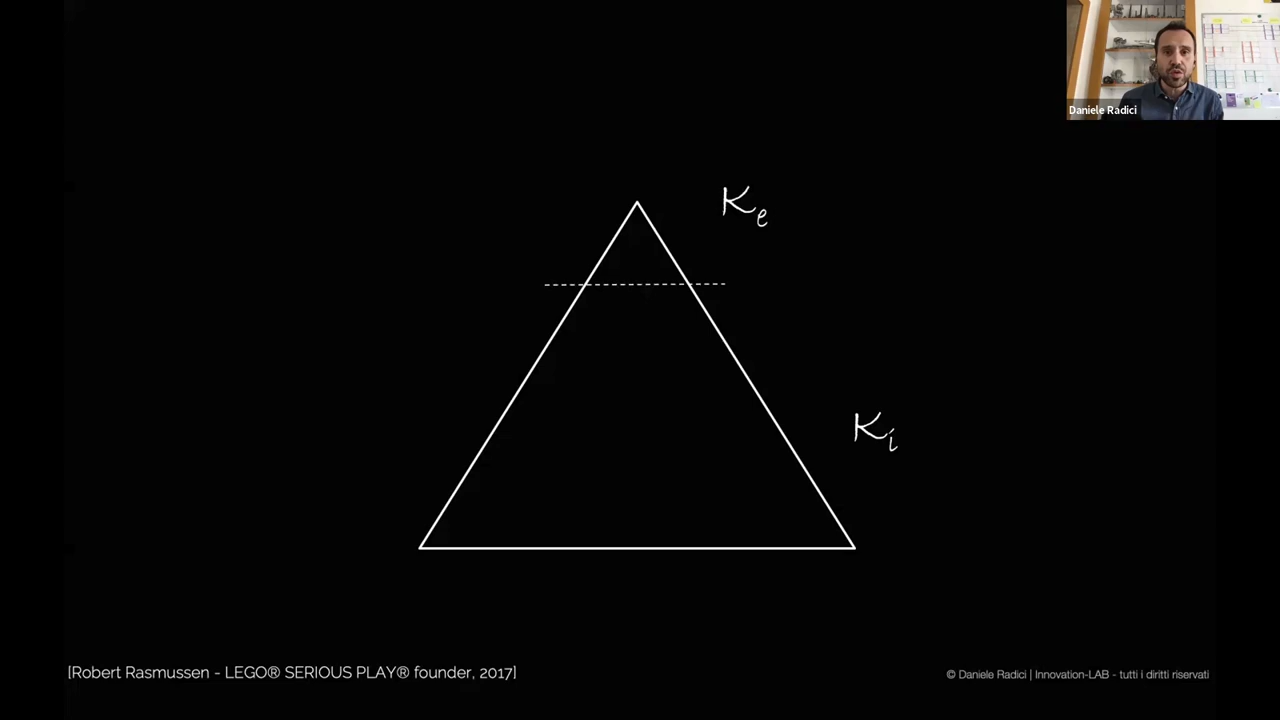 Daniele Radici
Ke
Ki
[Robert Rasmussen - LEGO® SERIOUS PLAY® founder, 2017]
© Daniele Radici | Innovation-LAB - tutti i diritti riservati